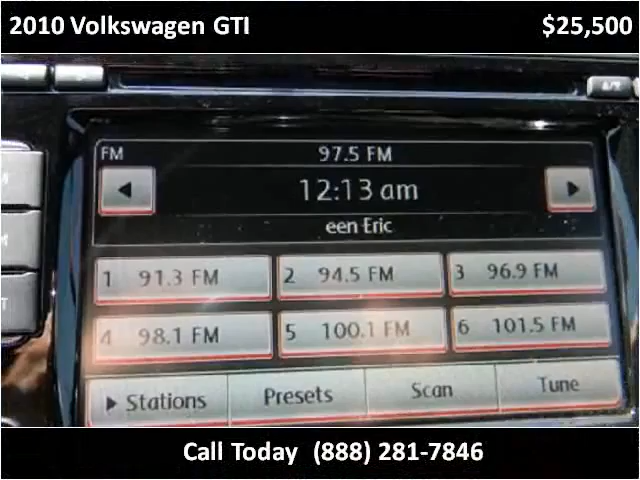 2010 Volkswagen GTI $25,500
FM 97.5 FM
12:13 am
een Eric
1 91.3 FM 2 94.5 FM 3 96.9 FM
4 98.1 FM 5 100.1 FM 6 101.5 FM
Stations Presets Scan Tune
Call Today (888) 281-7846